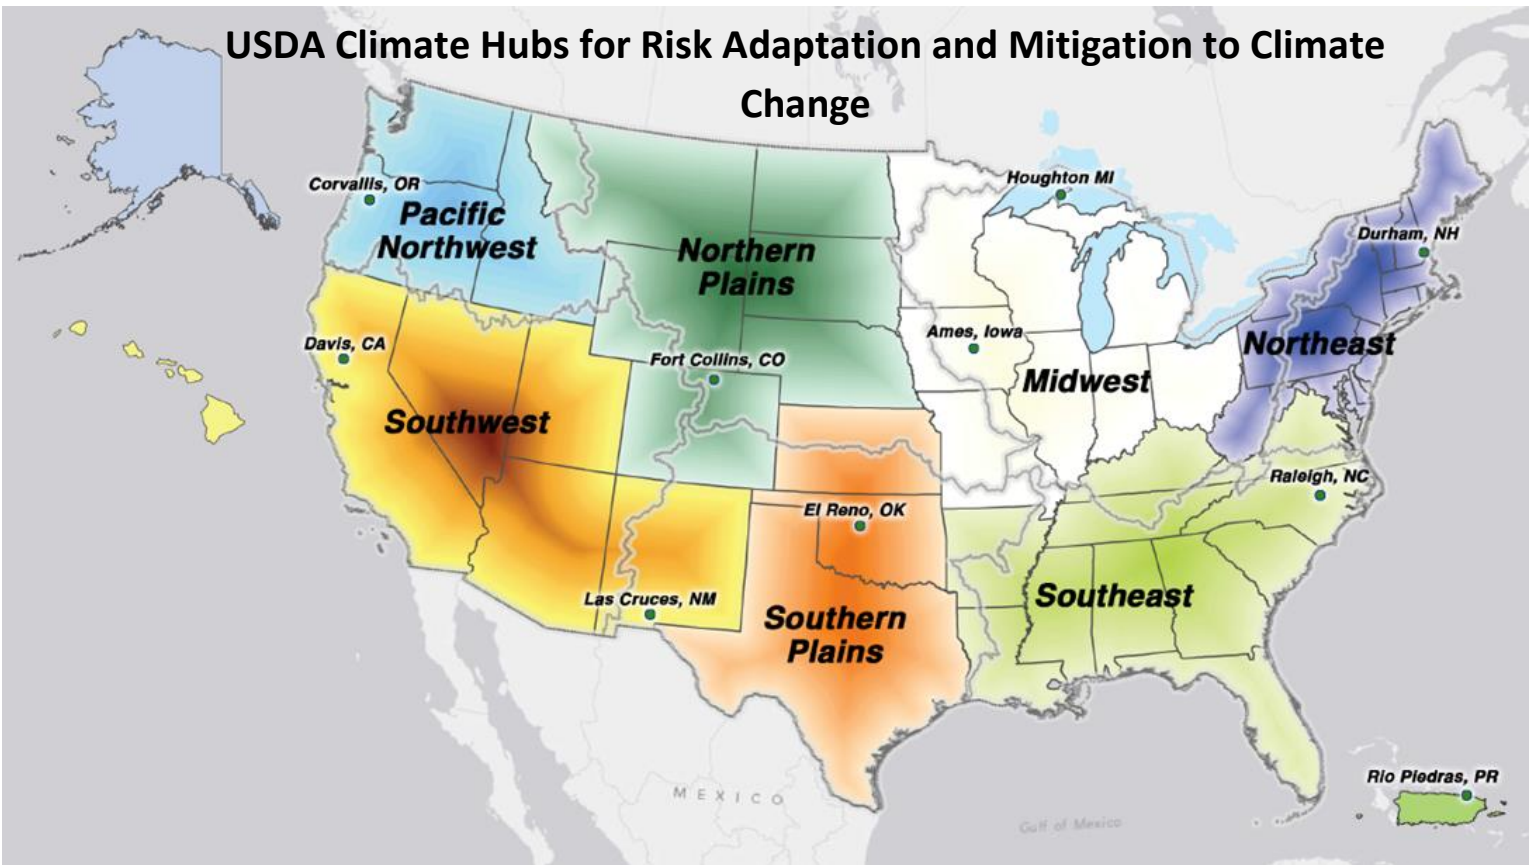 USDA Climate Hubs for Risk Adaptation and Mitigation to Climate
Change
Houghton MI
Corvallis, OR
Pacific
Northwest
Durham, NH
Northern
Plains
Ames, Iowa
Davis, CA
Northeast
Fort Collins, CO
Midwest
Southwest
Raleigh, NC
El Reno, OK
Las Cruces, NM
Southeast
Southern
Plains
Rio Piedras, PR
MEXICO
Gulf of Mexico